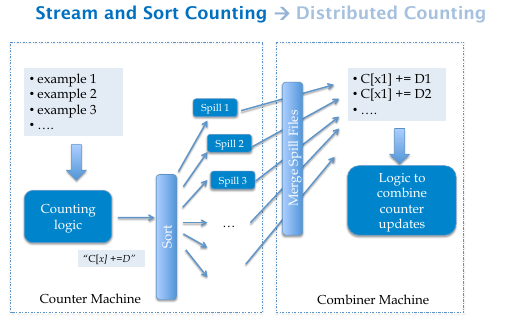 Stream and Sort Counting → Distributed Counting
• example 1
• example 2
• example 3
• ….
Counting
logic
“C[x] +=D”
Sort
Spill 1
Spill 2
Spill 3
…
Counter Machine
Merge Spill Files
• C[x1] += D1
• C[x1] += D2
• ….
Logic to
combine
counter
updates
Combiner Machine